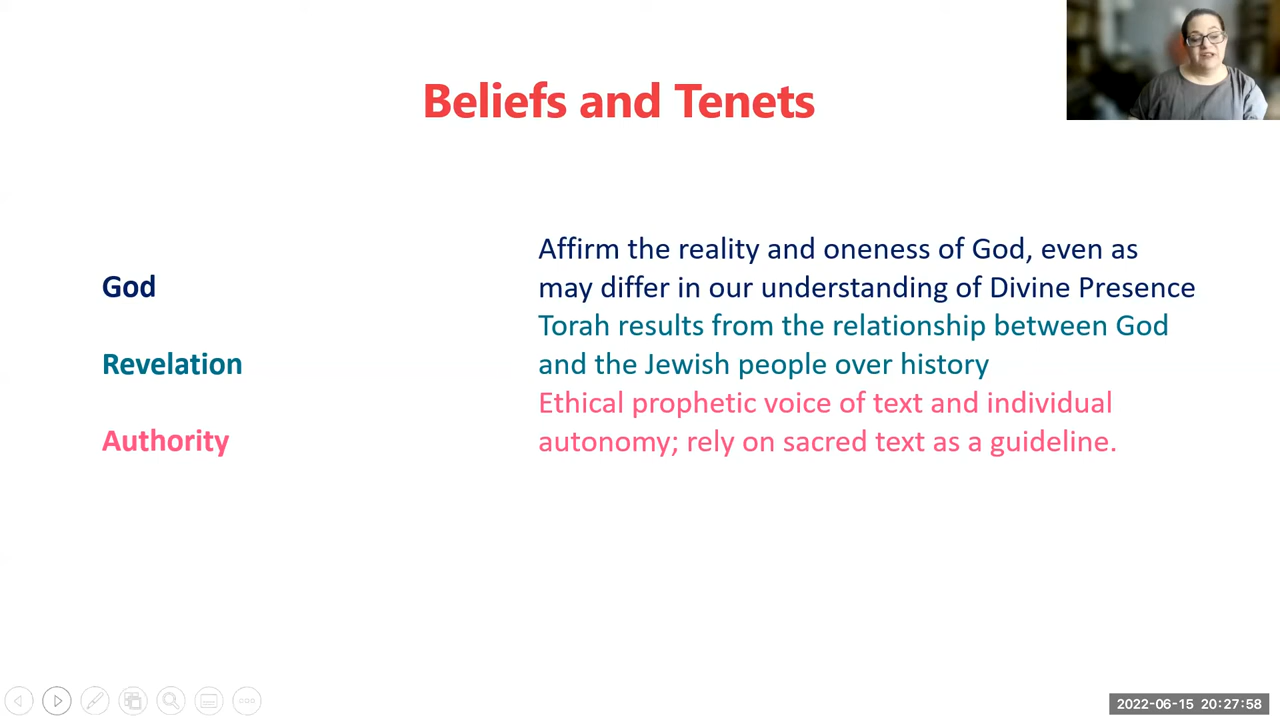 Beliefs and Tenets
God
Affirm the reality and oneness of God, even as
may differ in our understanding of Divine Presence
Revelation
Torah results from the relationship between God
and the Jewish people over history
Authority
Ethical prophetic voice of text and individual
autonomy; rely on sacred text as a guideline.
2022-06-15 20:27:58